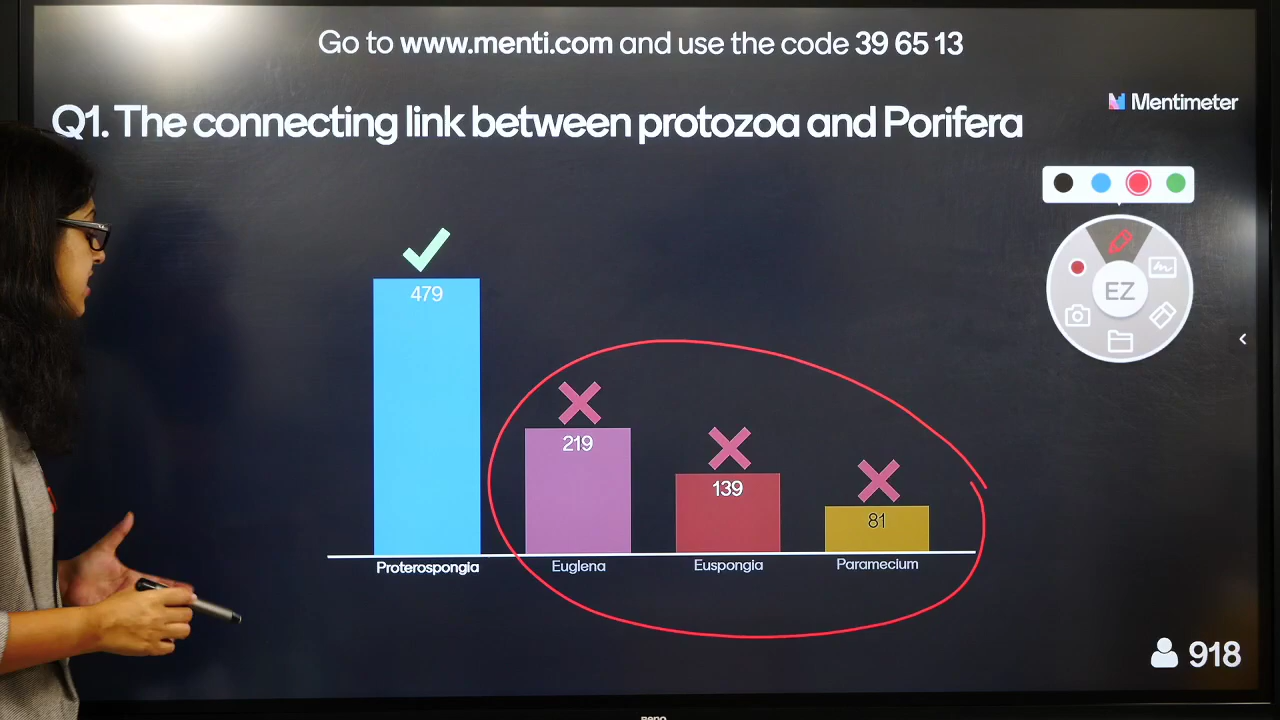 Go to www.menti.com and use the code 39 65 13
Mentimeter
Q1. The connecting link between protozoa and Porifera
EZ
479
219
139
81
Proterospongia
Euglena
Euspongia
Paramecium
918